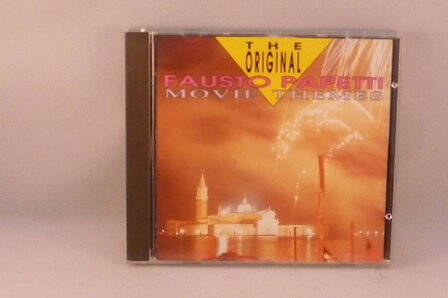 THE
ORIGINAL
FAUSTO PAPETTI
MOVIE THEMES